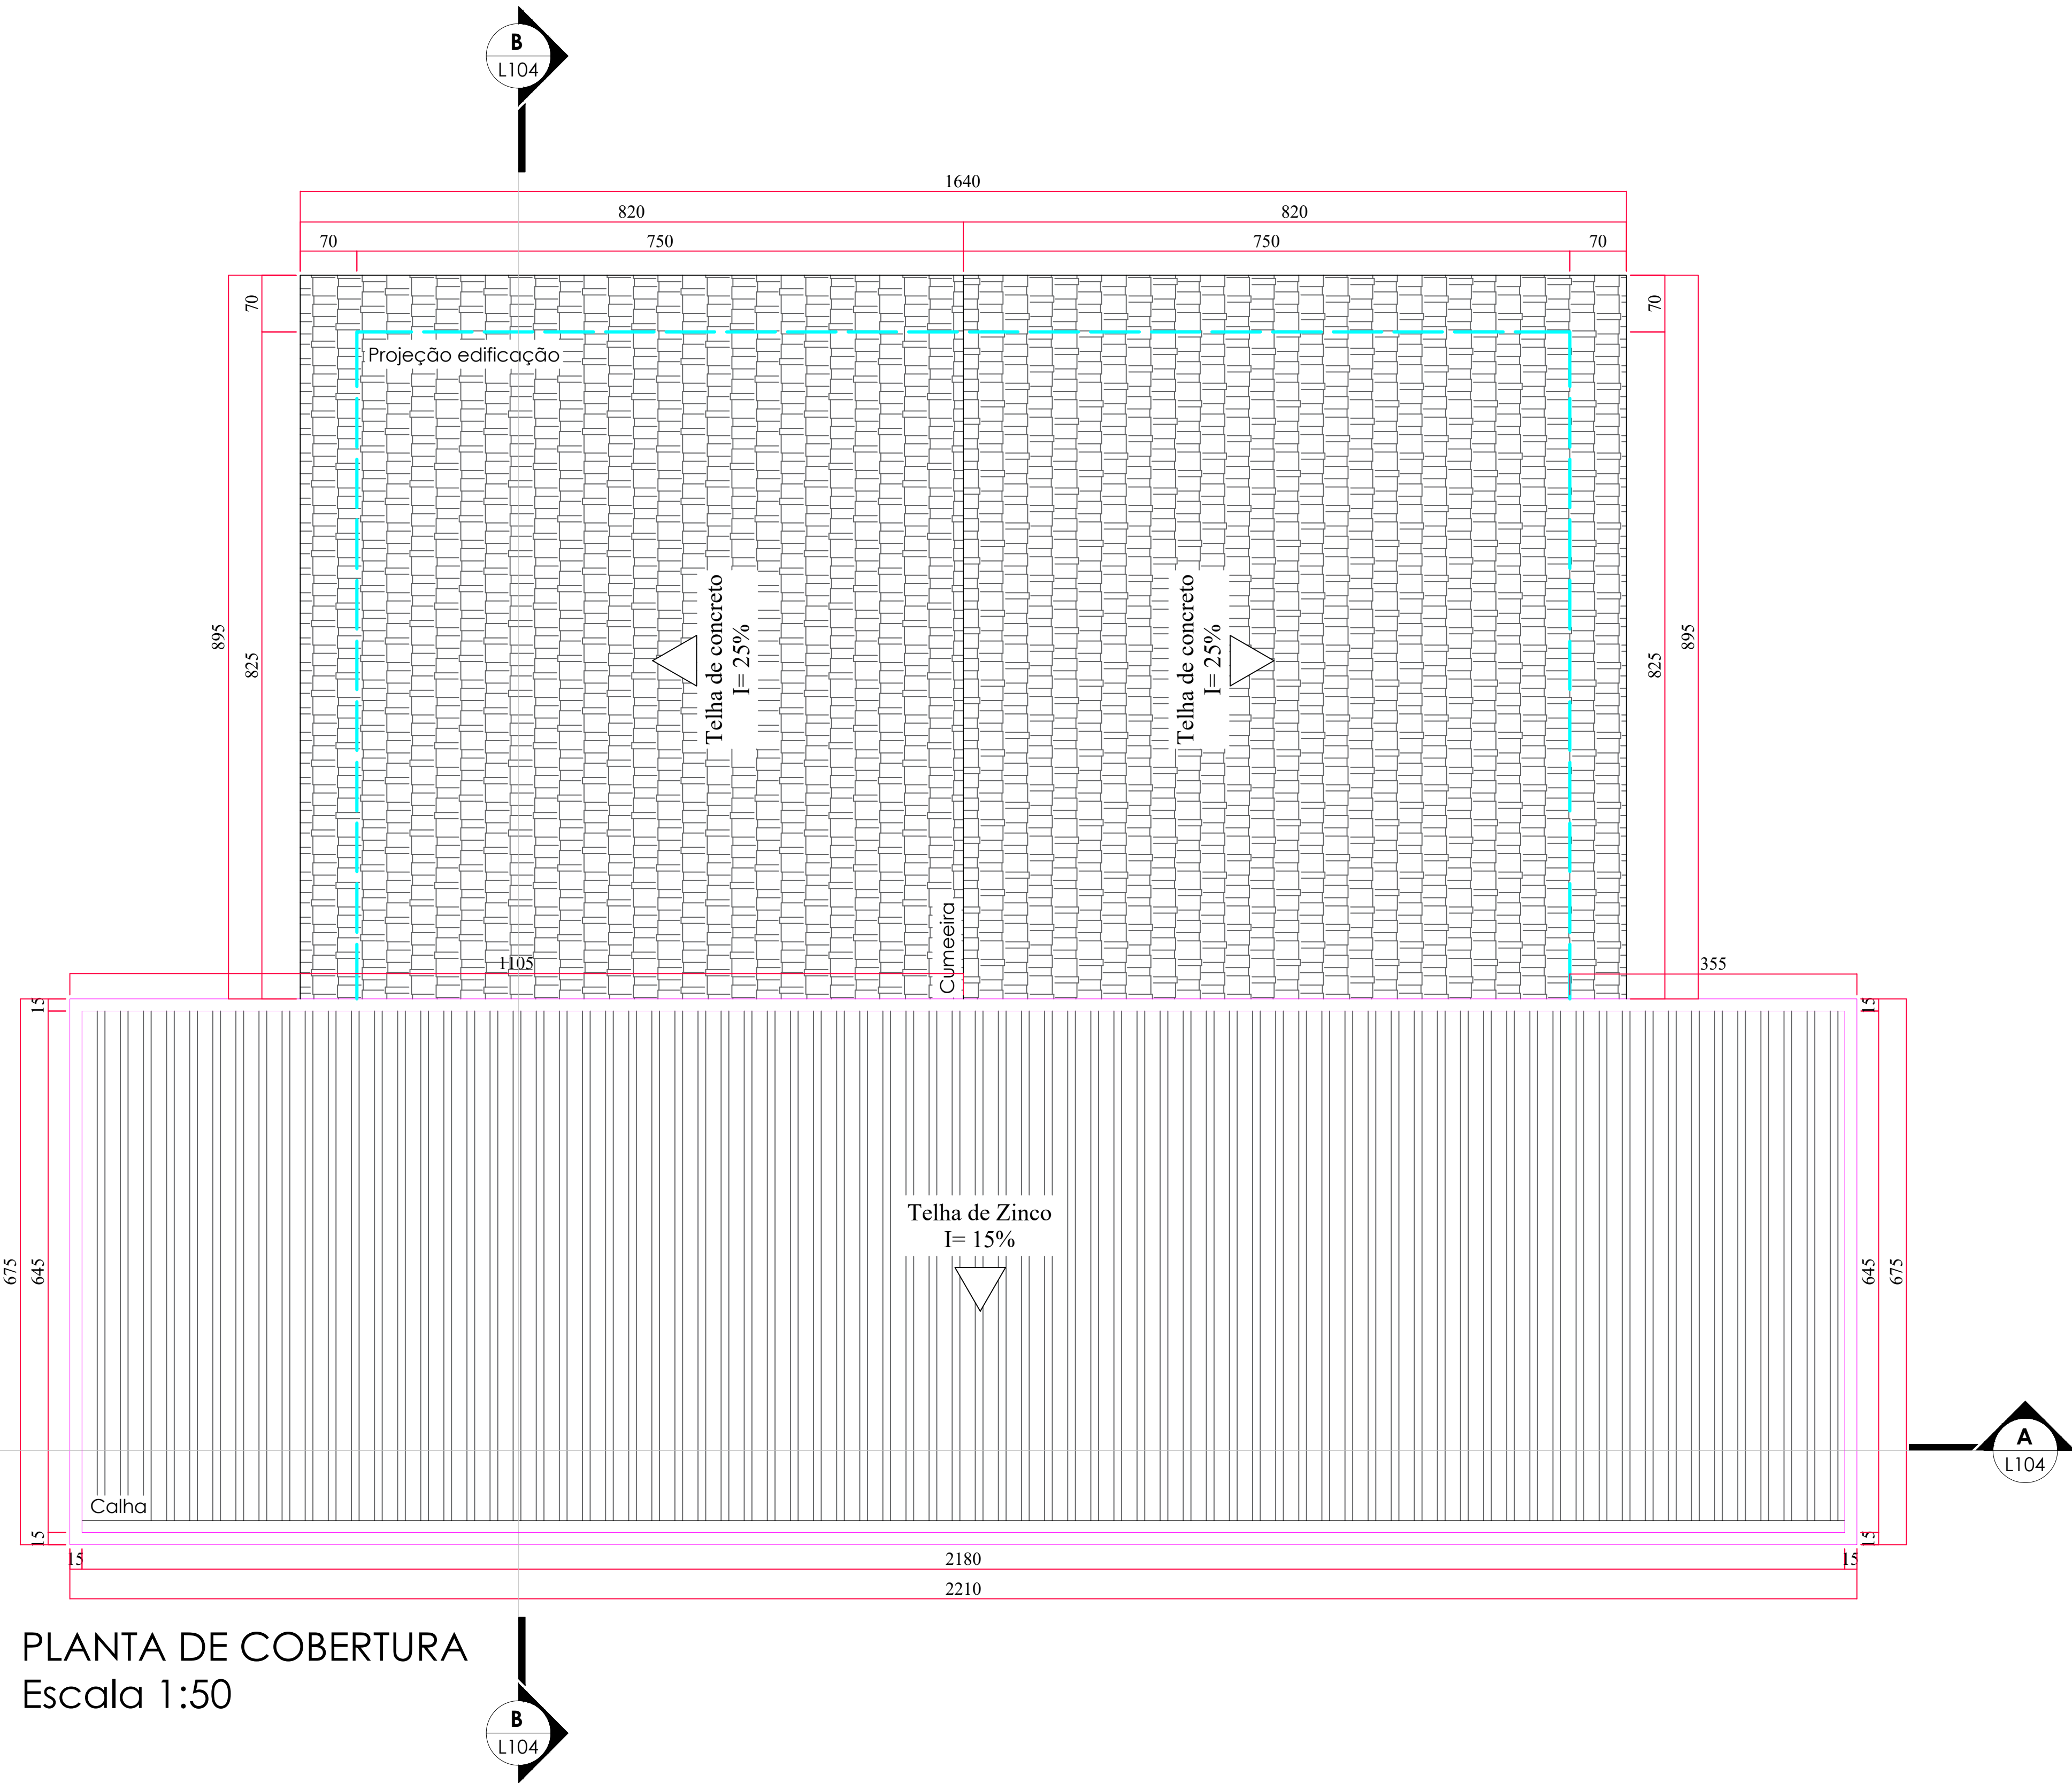 B
L104
1640
820
820
70
750
750
70
70
70
Projeção edificação
895
825
Telha de concreto
I= 25%
Telha de concreto
I= 25%
825
895
Cumeeira
1105
355
15
15
675
645
Telha de Zinco
I= 15%
645
675
A
L104
Calha
15
15
15
2180
15
2210
PLANTA DE COBERTURA
Escala 1:50
B
L104